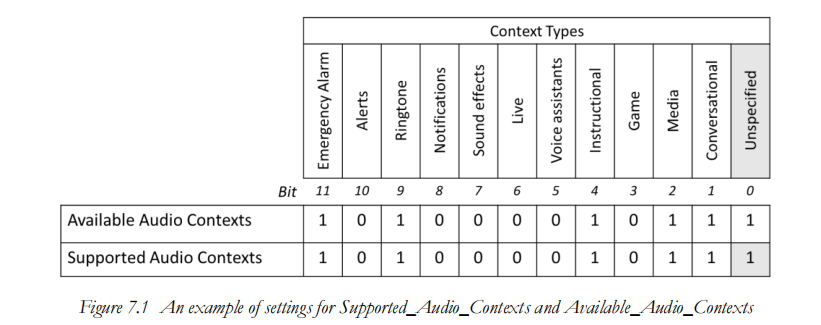 Context Types
Emergency Alarm
Alerts
Ringtone
Notifications
Sound effects
Live
Voice assistants
Instructional
Game
Media
Conversational
Unspecified
Bit 11 10 9 8 7 6 5 4 3 2 1 0
Available Audio Contexts 1 0 1 0 0 0 0 1 0 1 1 1
Supported Audio Contexts 1 0 1 0 0 0 0 1 0 1 1 1
Figure 7.1 An example of settings for Supported_Audio_Contexts and Available_Audio_Contexts